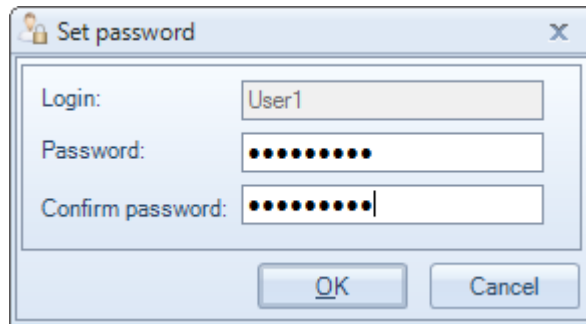 Set password
Login: User1
Password: •••••••••
Confirm password: •••••••••
OK Cancel